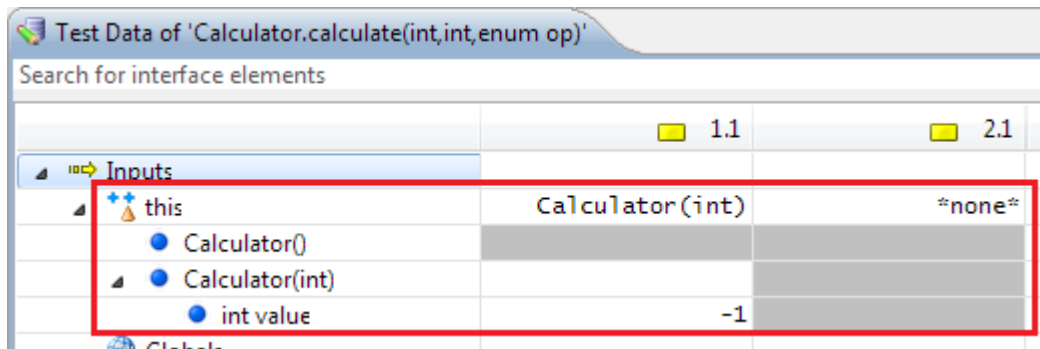 Test Data of 'Calculator.calculate(int,int,enum op)'
Search for interface elements
1.1 2.1
Inputs
this Calculator(int) *none*
Calculator()
Calculator(int)
int value -1
Globals